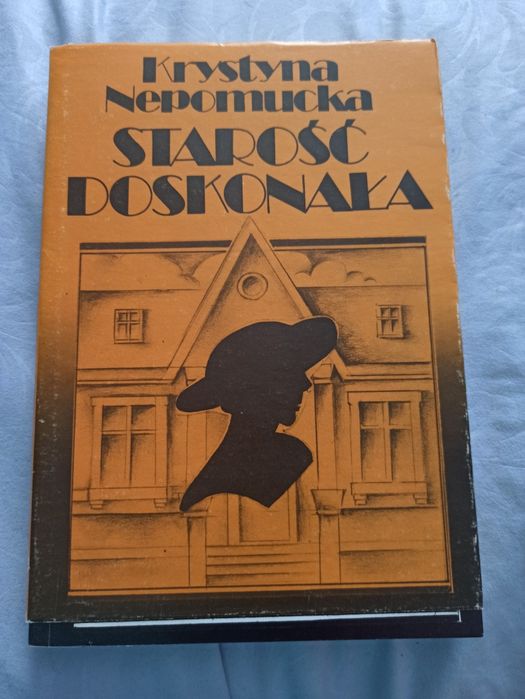 Krystyna
Nepomucka
STAROŚĆ
DOSKONAŁA